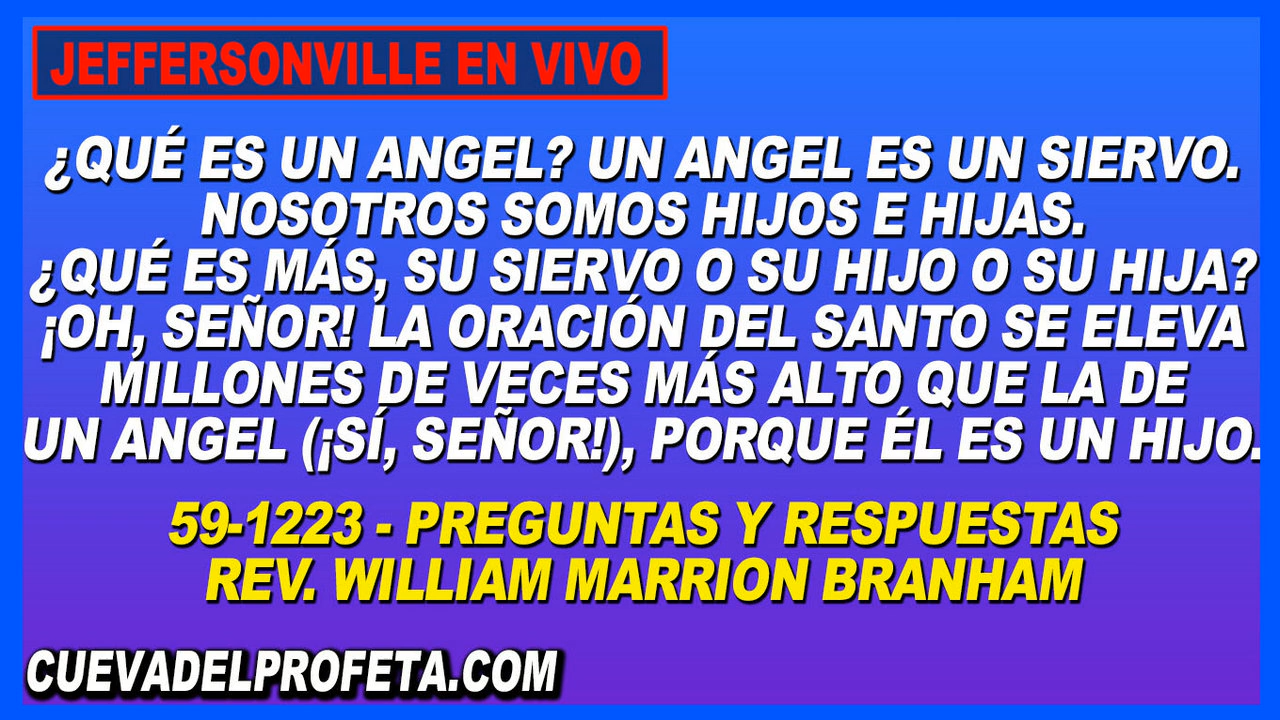 JEFFERSONVILLE EN VIVO
¿QUÉ ES UN ANGEL? UN ANGEL ES UN SIERVO.
NOSOTROS SOMOS HIJOS E HIJAS.
¿QUÉ ES MÁS, SU SIERVO O SU HIJO O SU HIJA?
¡OH, SEÑOR! LA ORACIÓN DEL SANTO SE ELEVA
MILLONES DE VECES MÁS ALTO QUE LA DE
UN ANGEL (¡SÍ, SEÑOR!), PORQUE ÉL ES UN HIJO.
59-1223 - PREGUNTAS Y RESPUESTAS
REV. WILLIAM MARRION BRANHAM
CUEVADELPROFETA.COM